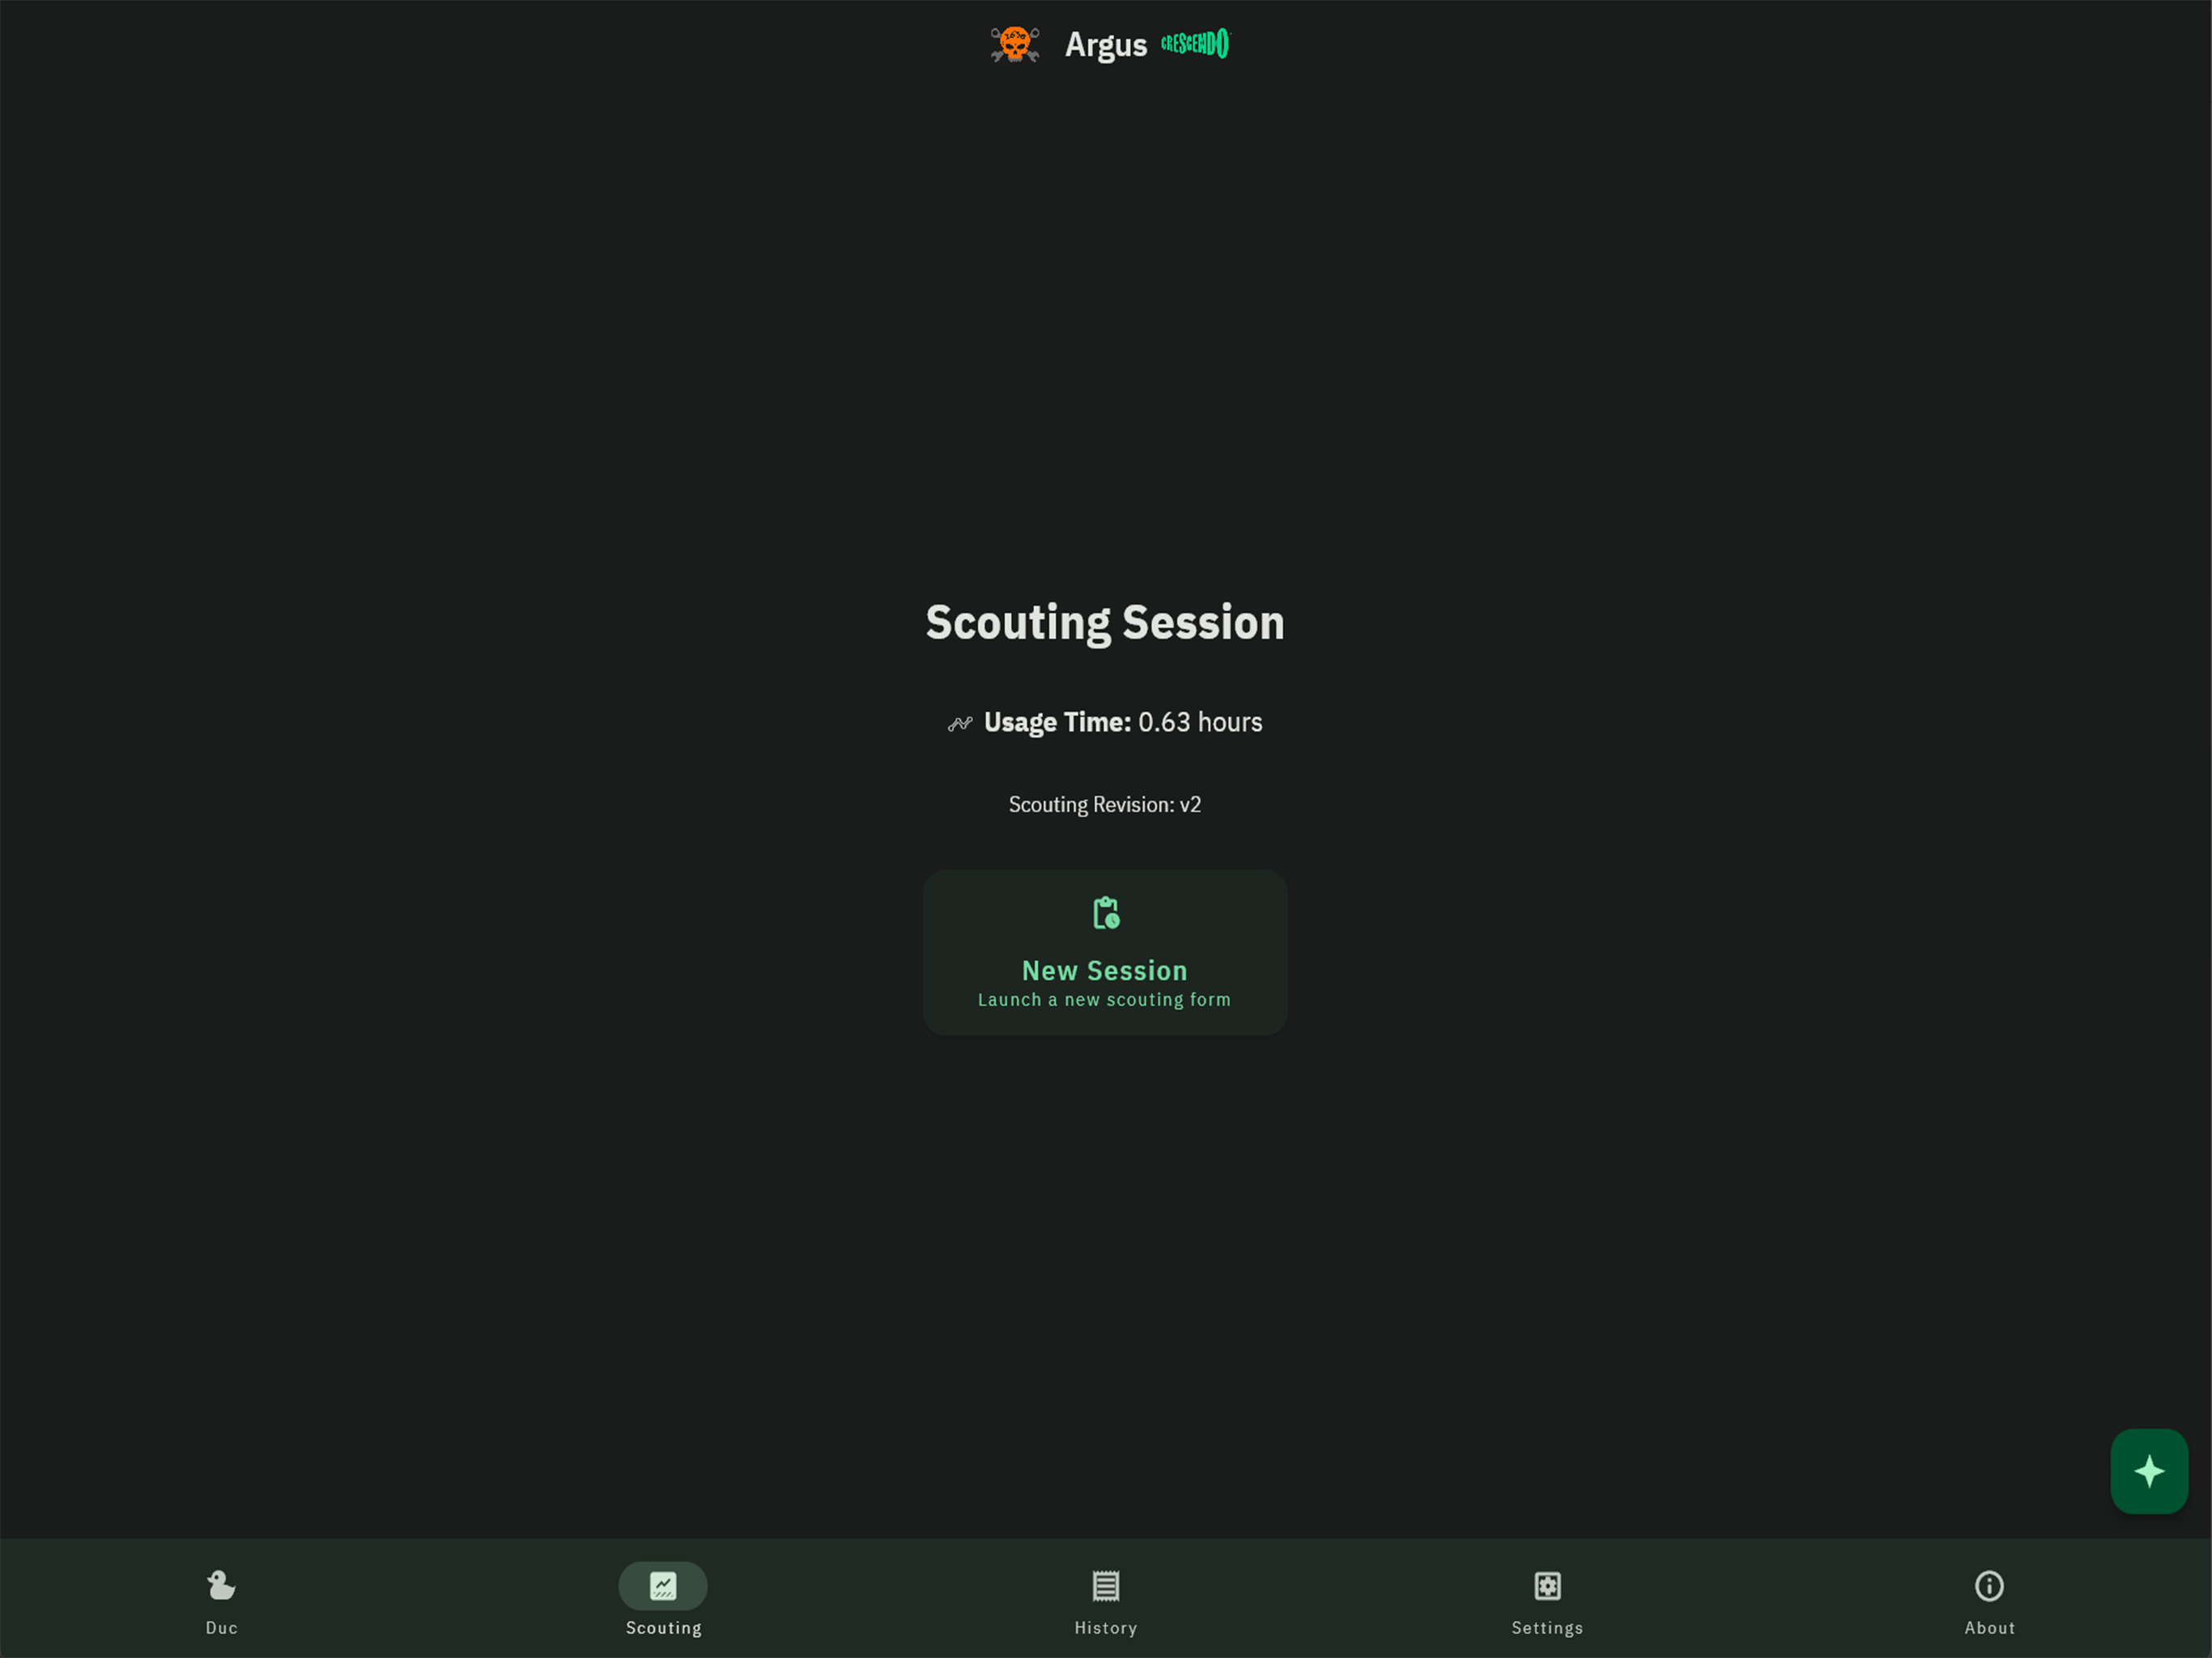 Argus CRESCENDO
Scouting Session
Usage Time: 0.63 hours
Scouting Revision: v2
New Session
Launch a new scouting form
Duc
Scouting
History
Settings
About